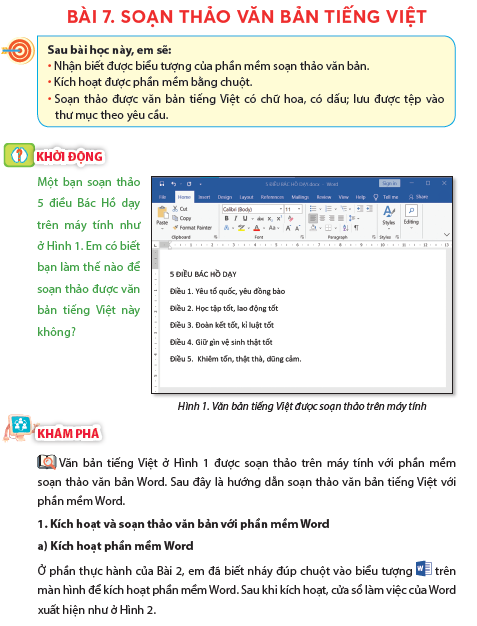 BÀI 7. SOẠN THẢO VĂN BẢN TIẾNG VIỆT
Sau bài học này, em sẽ:
• Nhận biết được biểu tượng của phần mềm soạn thảo văn bản.
• Kích hoạt được phần mềm bằng chuột.
• Soạn thảo được văn bản tiếng Việt có chữ hoa, có dấu; lưu được tệp vào
thư mục theo yêu cầu.
KHỞI ĐỘNG
Một bạn soạn thảo
5 điều Bác Hồ dạy
trên máy tính như
ở Hình 1. Em có biết
bạn làm thế nào để
soạn thảo được văn
bản tiếng Việt này
không?
5 ĐIỀU BÁC HỒ DẠY.docx - Word
Sign in
File Home Insert Design Layout References Mailings Review View Help Tell me Share
Paste
Cut
Copy
Format Painter
Calibri (Body) 11
Styles
Editing
Clipboard Font Paragraph Styles
5 ĐIỀU BÁC HỒ DẠY
Điều 1. Yêu tổ quốc, yêu đồng bào
Điều 2. Học tập tốt, lao động tốt
Điều 3. Đoàn kết tốt, kỉ luật tốt
Điều 4. Giữ gìn vệ sinh thật tốt
Điều 5. Khiêm tốn, thật thà, dũng cảm.
Hình 1. Văn bản tiếng Việt được soạn thảo trên máy tính
KHÁM PHÁ
Văn bản tiếng Việt ở Hình 1 được soạn thảo trên máy tính với phần mềm
soạn thảo văn bản Word. Sau đây là hướng dẫn soạn thảo văn bản tiếng Việt với
phần mềm Word.
1. Kích hoạt và soạn thảo văn bản với phần mềm Word
a) Kích hoạt phần mềm Word
Ở phần thực hành của Bài 2, em đã biết nháy đúp chuột vào biểu tượng trên
màn hình để kích hoạt phần mềm Word. Sau khi kích hoạt, cửa sổ làm việc của Word
xuất hiện như ở Hình 2.